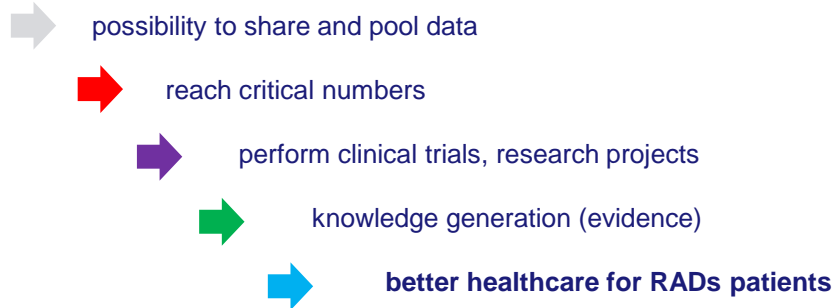 possibility to share and pool data
reach critical numbers
perform clinical trials, research projects
knowledge generation (evidence)
better healthcare for RADs patients